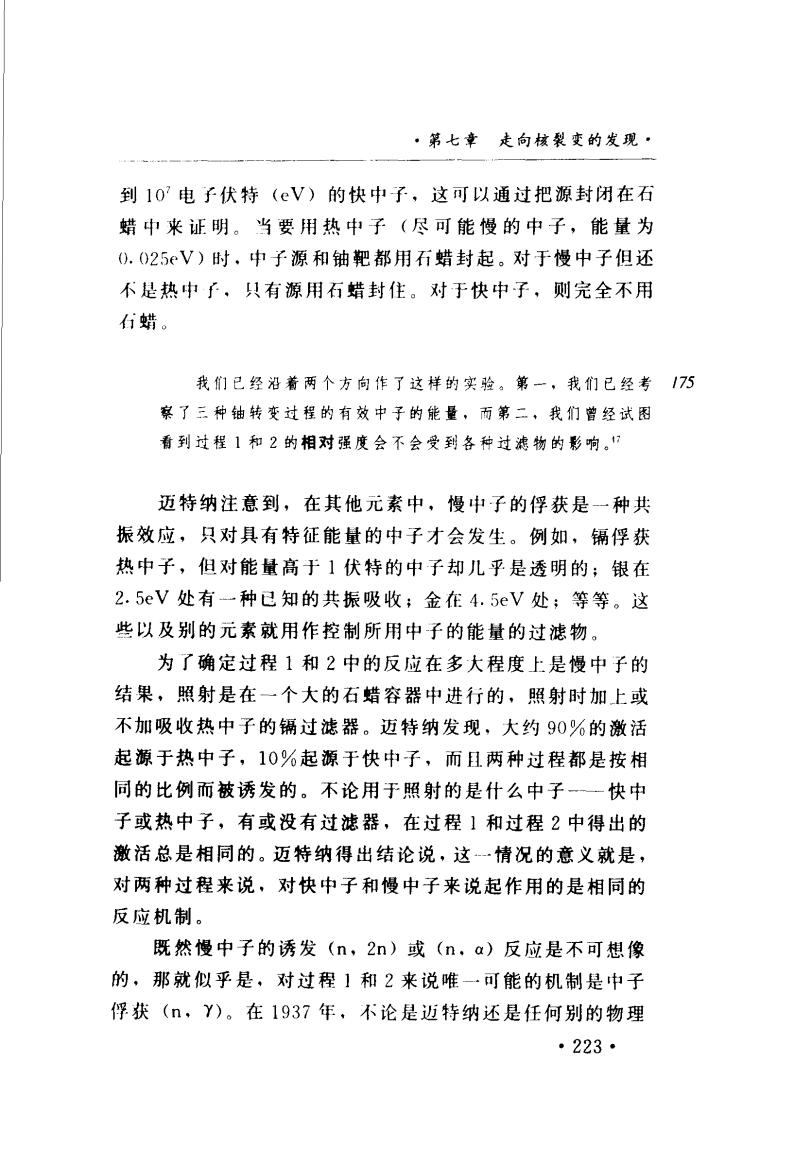 ·第七章 走向核裂变的发现·
到 10⁷ 电子伏特（eV）的快中子，这可以通过把源封闭在石
蜡中来证明。当要用热中子（尽可能慢的中子，能量为
0.025eV）时，中子源和铀靶都用石蜡封起。对于慢中子但还
不是热中子，只有源用石蜡封住。对于快中子，则完全不用
石蜡。
我们已经沿着两个方向作了这样的实验。第一，我们已经考 175
察了三种铀转变过程的有效中子的能量，而第二，我们曾经试图
看到过程 1 和 2 的相对强度会不会受到各种过滤物的影响。¹⁷
迈特纳注意到，在其他元素中，慢中子的俘获是一种共
振效应，只对具有特征能量的中子才会发生。例如，镉俘获
热中子，但对能量高于 1 伏特的中子却几乎是透明的；银在
2.5eV 处有一种已知的共振吸收；金在 4.5eV 处；等等。这
些以及别的元素就用作控制所用中子的能量的过滤物。
为了确定过程 1 和 2 中的反应在多大程度上是慢中子的
结果，照射是在一个大的石蜡容器中进行的，照射时加上或
不加吸收热中子的镉过滤器。迈特纳发现，大约 90%的激活
起源于热中子，10%起源于快中子，而且两种过程都是按相
同的比例而被诱发的。不论用于照射的是什么中子——快中
子或热中子，有或没有过滤器，在过程 1 和过程 2 中得出的
激活总是相同的。迈特纳得出结论说，这一情况的意义就是，
对两种过程来说，对快中子和慢中子来说起作用的是相同的
反应机制。
既然慢中子的诱发（n，2n）或（n，α）反应是不可想像
的，那就似乎是，对过程 1 和 2 来说唯一可能的机制是中子
俘获（n，γ）。在 1937 年，不论是迈特纳还是任何别的物理
·223·